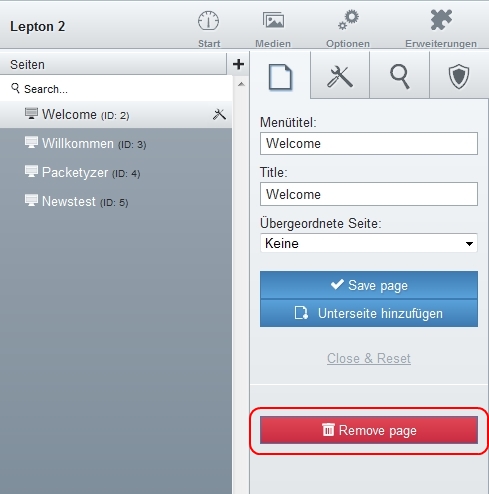 Lepton 2
Start
Medien
Optionen
Erweiterungen
Seiten
Search...
Welcome (ID: 2)
Willkommen (ID: 3)
Packetyzer (ID: 4)
Newstest (ID: 5)
Menütitel:
Welcome
Title:
Welcome
Übergeordnete Seite:
Keine
Save page
Unterseite hinzufügen
Close & Reset
Remove page